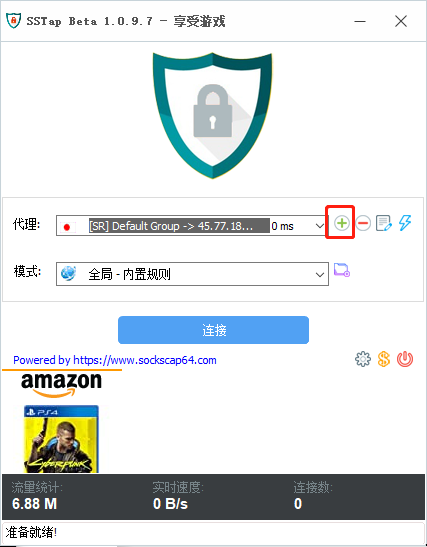 SSTap Beta 1.0.9.7 - 享受游戏
代理: [SR] Default Group -> 45.77.18... 0 ms
模式: 全局 - 内置规则
连接
Powered by https://www.sockscap64.com
amazon
PS4
Cyberpunk
流量统计: 实时速度: 连接数:
6.88 M 0 B/s 0
准备就绪!